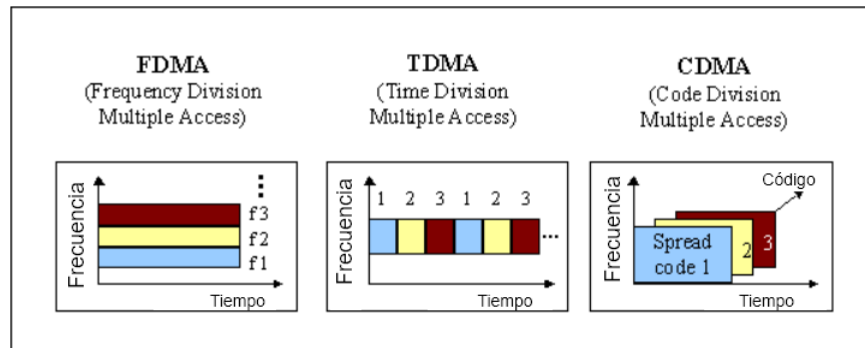 FDMA
(Frequency Division
Multiple Access)
Frecuencia
f3
f2
f1
Tiempo
TDMA
(Time Division
Multiple Access)
Frecuencia
1 2 3 1 2 3
...
Tiempo
CDMA
(Code Division
Multiple Access)
Frecuencia
Código
Spread
code 1
2
3
Tiempo